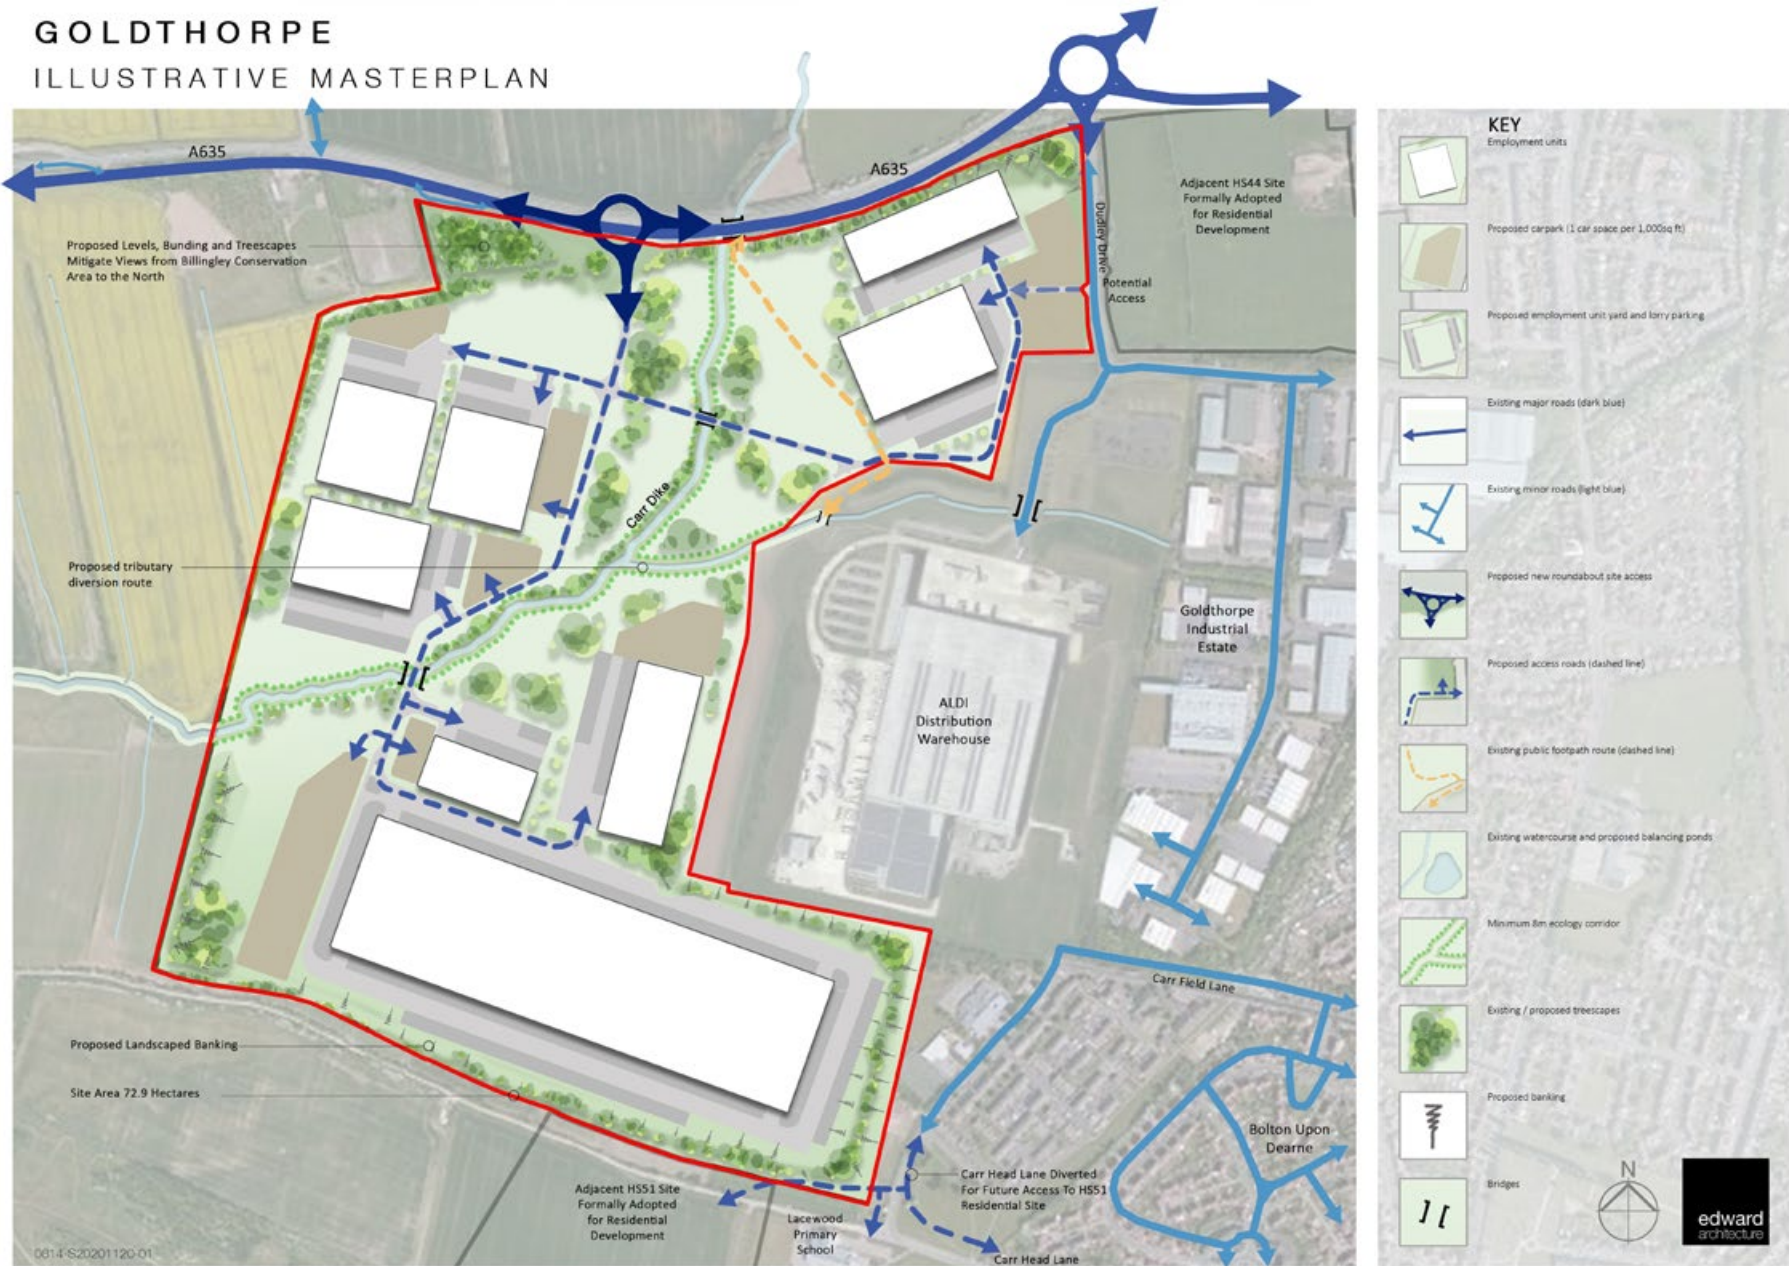 GOLDTHORPE
ILLUSTRATIVE MASTERPLAN
A635
A635
Proposed Levels, Bunding and Treescapes
Mitigate Views from Billingley Conservation
Area to the North
Adjacent HS44 Site
Formally Adopted
for Residential
Development
Dudley Drive
Potential
Access
Carr Dike
Proposed tributary
diversion route
Goldthorpe
Industrial
Estate
ALDI
Distribution
Warehouse
Carr Field Lane
Proposed Landscaped Banking
Site Area 72.9 Hectares
Bolton Upon
Dearne
Adjacent HS51 Site
Formally Adopted
for Residential
Development
Lacewood
Primary
School
Carr Head Lane Diverted
For Future Access To HS51
Residential Site
Carr Head Lane
0614-S20201120-01
KEY
Employment units
Proposed carpark (1 car space per 1,000sq ft)
Proposed employment unit yard and lorry parking
Existing major roads (dark blue)
Existing minor roads (light blue)
Proposed new roundabout site access
Proposed access roads (dashed line)
Existing public footpath route (dashed line)
Existing watercourse and proposed balancing ponds
Minimum 8m ecology corridor
Existing / proposed treescapes
Proposed banking
Bridges
N
edward
architecture